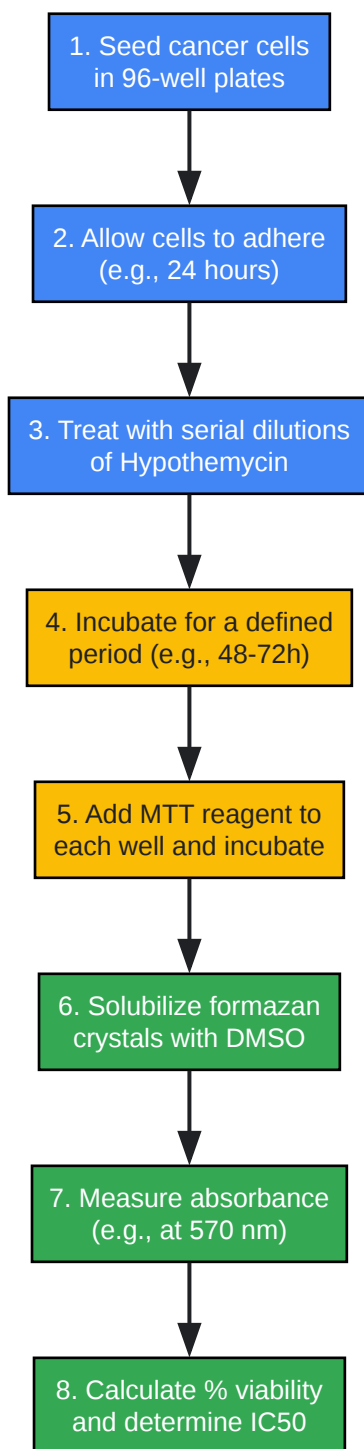 1. Seed cancer cells
in 96-well plates
2. Allow cells to adhere
(e.g., 24 hours)
3. Treat with serial dilutions
of Hypothemycin
4. Incubate for a defined
period (e.g., 48-72h)
5. Add MTT reagent to
each well and incubate
6. Solubilize formazan
crystals with DMSO
7. Measure absorbance
(e.g., at 570 nm)
8. Calculate % viability
and determine IC50